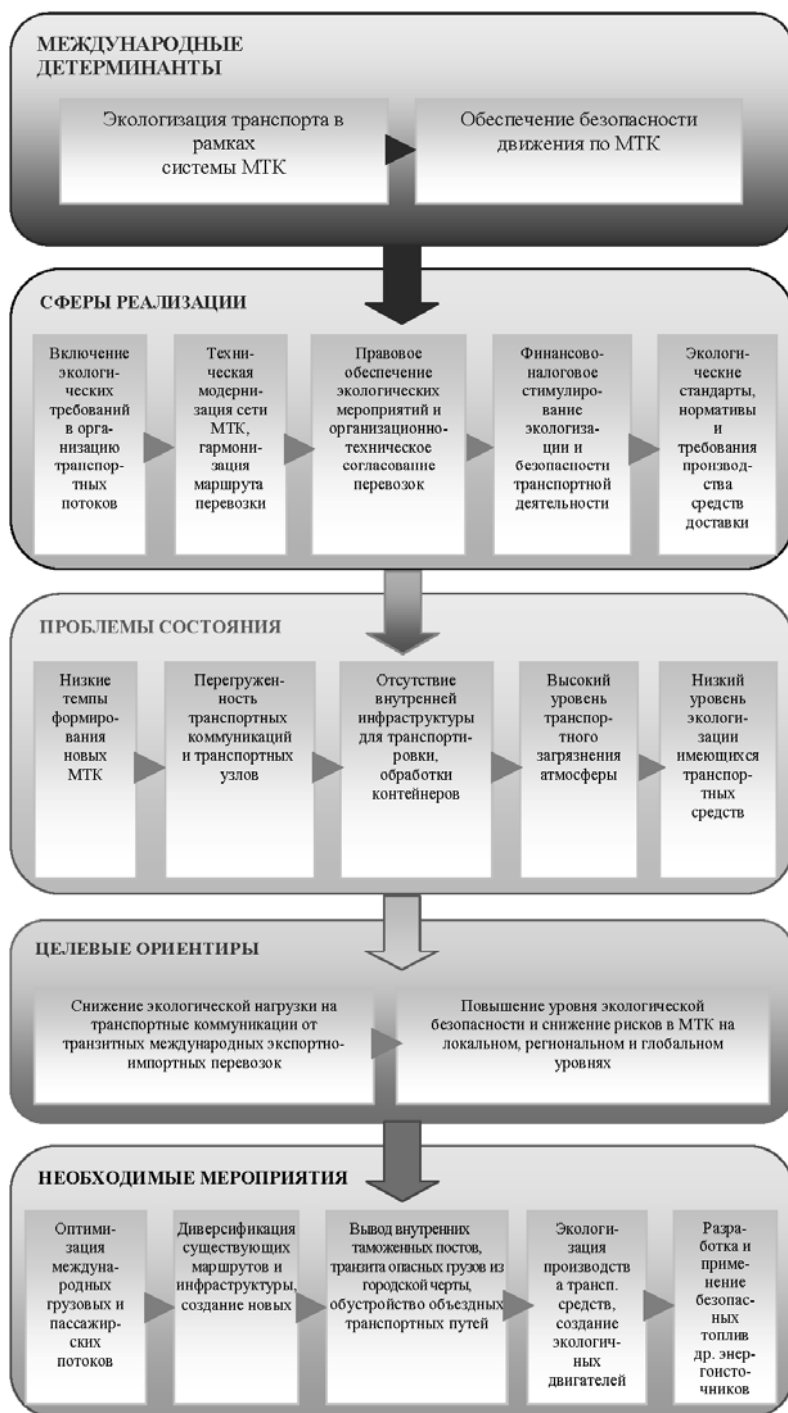 МЕЖДУНАРОДНЫЕ
ДЕТЕРМИНАНТЫ
Экологизация транспорта в
рамках
системы МТК
Обеспечение безопасности
движения по МТК
СФЕРЫ РЕАЛИЗАЦИИ
Включение
эколо-
гических
требований
в орга-
низацию
транспор-
тных
потоков
Техни-
ческая
модерни-
зация сети
МТК,
гармони-
зация
маршрута
перевозки
Правовое
обеспечение
экологических
мероприятий и
организационно-
техническое
согласование
перевозок
Финансово-
налоговое
стимулиро-
вание
экологиза-
ции и
безопасности
транспортной
деятельности
Экологи-
ческие
стандарты,
нормативы
и
требования
производ-
ства
средств
доставки
ПРОБЛЕМЫ СОСТОЯНИЯ
Низкие
темпы
формиро-
вания
новых
МТК
Перегружен-
ность
транспортных
коммуникаций
и транспортных
узлов
Отсутствие
внутренней
инфраструктуры
для транспорти-
ровки,
обработки
контейнеров
Высокий
уровень
транспор-
тного
загрязнения
атмосферы
Низкий
уровень
экологи-
зации
имеющихся
транспор-
тных
средств
ЦЕЛЕВЫЕ ОРИЕНТИРЫ
Снижение экологической нагрузки на
транспортные коммуникации от
транзитных международных экспортно-
импортных перевозок
Повышение уровня экологической
безопасности и снижение рисков в МТК на
локальном, региональном и глобальном
уровнях
НЕОБХОДИМЫЕ МЕРОПРИЯТИЯ
Оптими-
зация
междуна-
родных
грузовых и
пассажир-
ских
потоков
Диверсификация
существующих
маршрутов и
инфраструктуры,
создание новых
Вывод внутренних
таможенных постов,
транзита опасных грузов из
городской черты,
обустройство объездных
транспортных путей
Экологи-
зация
производств
а трансп.
средств,
создание
экологич-
ных
двигателей
Разра-
ботка и
приме-
нение
безопас-
ных
топлив
др. энер-
гоисто-
чников